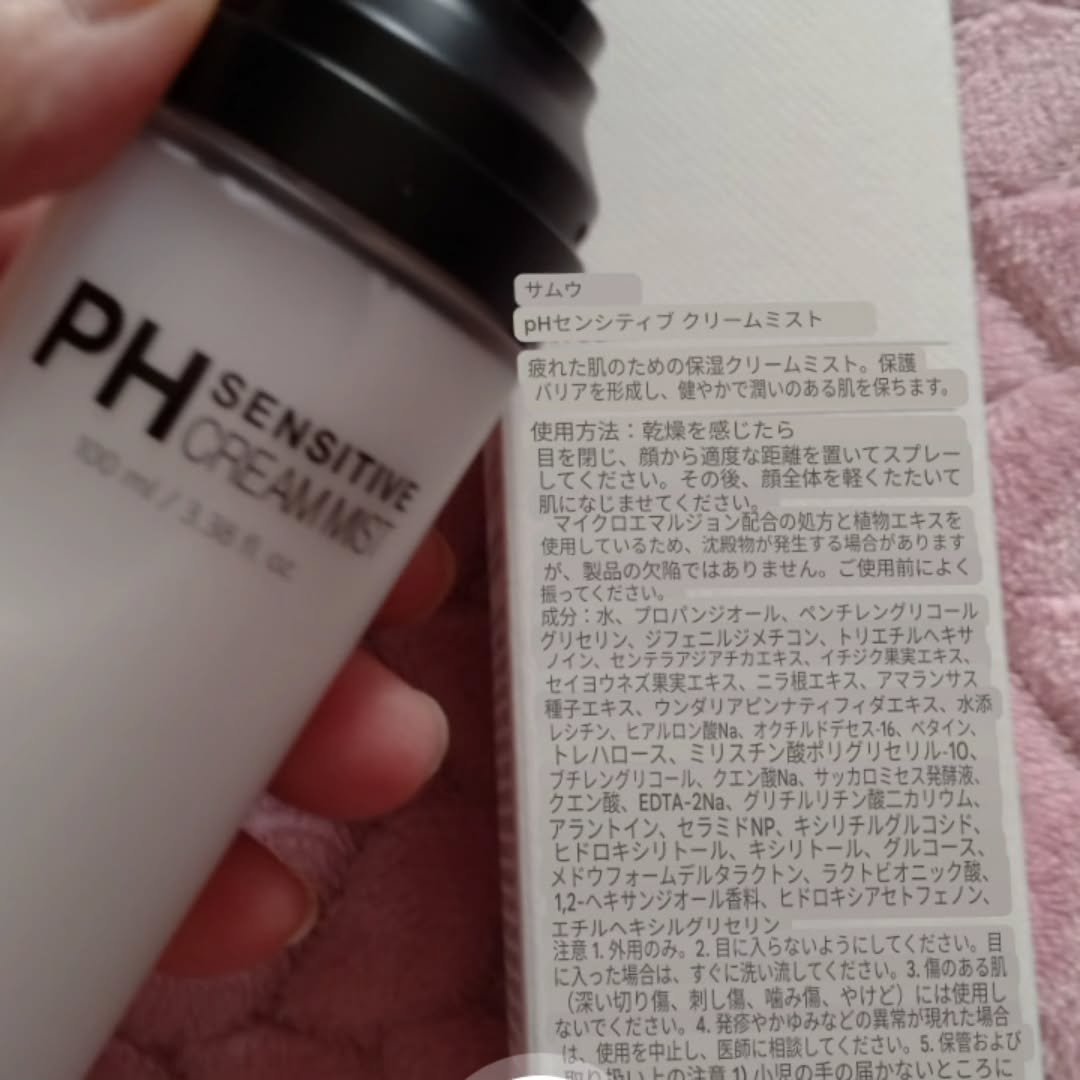 PH SENSITIVE
CREAM MIST
100 ml / 3.38 fl. oz
サムウ
pHセンシティブ クリームミスト
疲れた肌のための保湿クリームミスト。保護
バリアを形成し、健やかで潤いのある肌を保ちます。
使用方法：乾燥を感じたら
目を閉じ、顔から適度な距離を置いてスプレー
してください。その後、顔全体を軽くたたいて
肌になじませてください。
マイクロエマルジョン配合の処方と植物エキスを
使用しているため、沈殿物が発生する場合があります
が、製品の欠陥ではありません。ご使用前によく
振ってください。
成分：水、プロパンジオール、ペンチレングリコール
グリセリン、ジフェニルジメチコン、トリエチルヘキサ
ノイン、センテラアジアチカエキス、イチジク果実エキス、
セイヨウネズ果実エキス、ニラ根エキス、アマランサス
種子エキス、ウンダリアピンナティフィダエキス、水添
レシチン、ヒアルロン酸Na、オクチルドデセス-16、ベタイン、
トレハロース、ミリスチン酸ポリグリセリル-10、
ブチレングリコール、クエン酸Na、サッカロミセス発酵液、
クエン酸、EDTA-2Na、グリチルリチン酸二カリウム、
アラントイン、セラミドNP、キシリチルグルコシド、
ヒドロキシリトール、キシリトール、グルコース、
メドウフォームデルタラクトン、ラクトビオニック酸、
1,2-ヘキサンジオール香料、ヒドロキシアセトフェノン、
エチルヘキシルグリセリン
注意 1. 外用のみ。2. 目に入らないようにしてください。目
に入った場合は、すぐに洗い流してください。3. 傷のある肌
（深い切り傷、刺し傷、噛み傷、やけど）には使用し
ないでください。4. 発疹やかゆみなどの異常が現れた場合
は、使用を中止し、医師に相談してください。5. 保管および
取り扱い上の注意 1) 小児の手の届かないところに